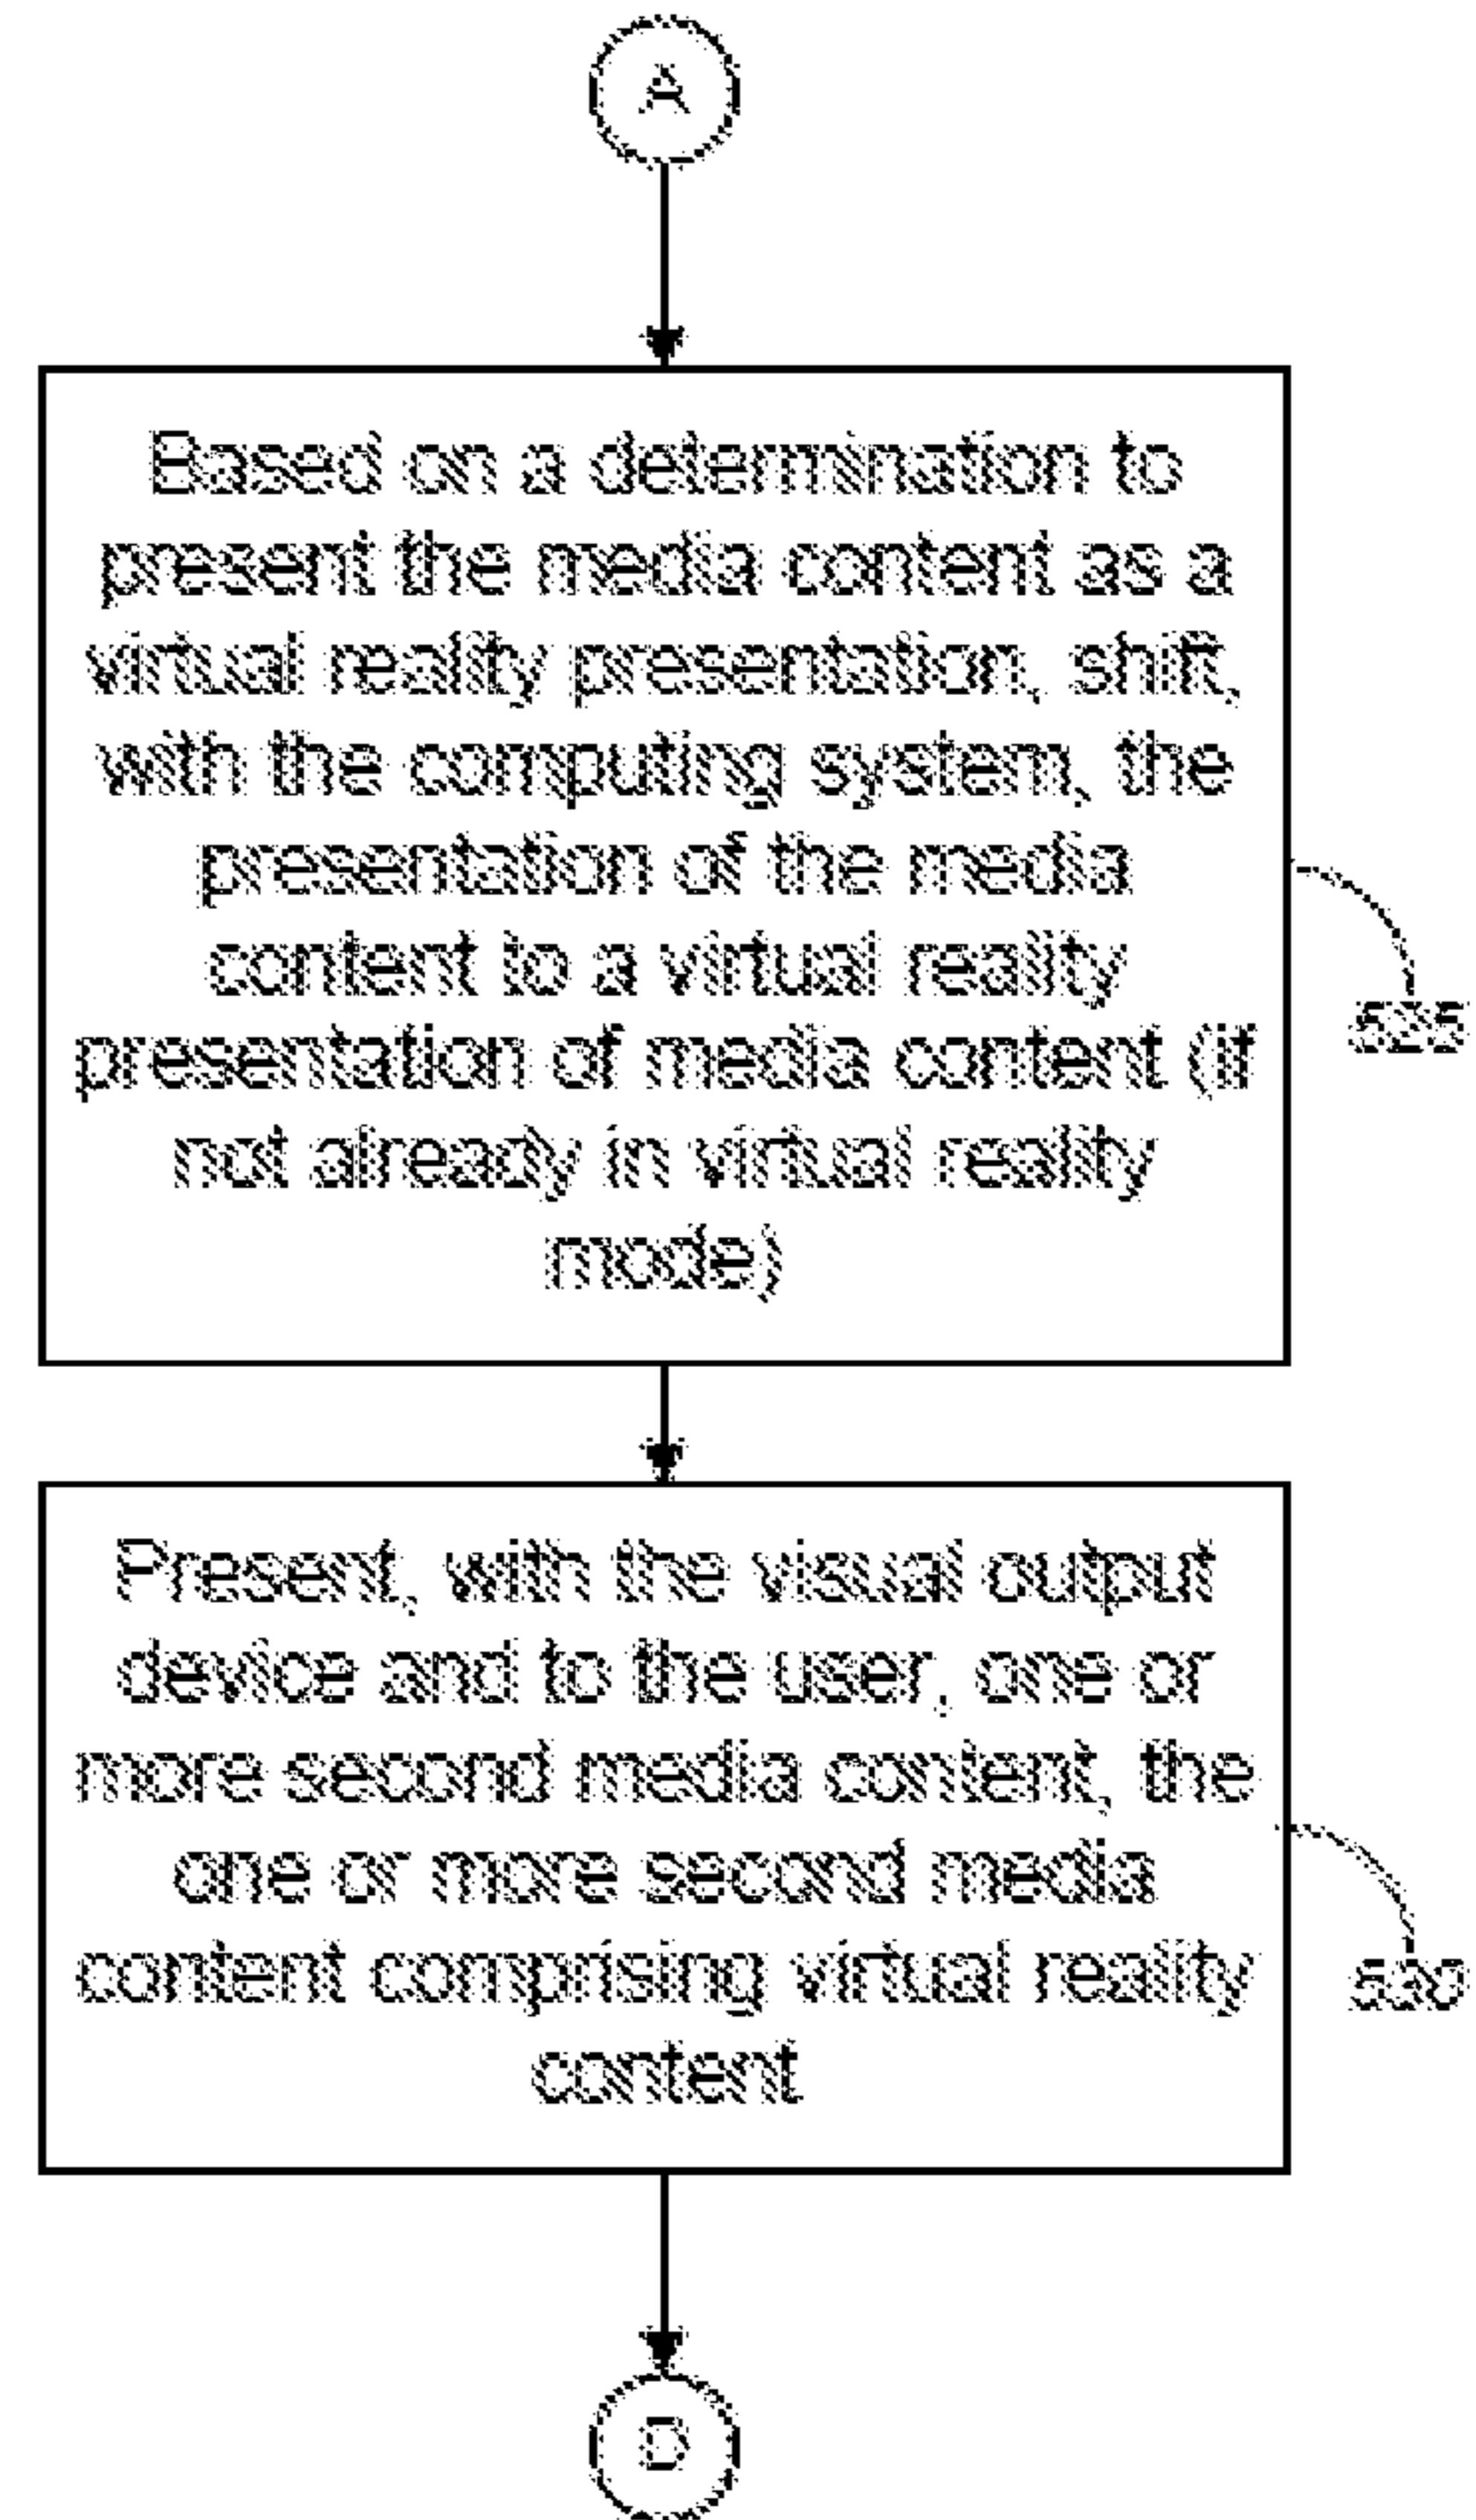 A
Based on a determination to
present the media content as a
virtual reality presentation, shift,
with the computing system, the
presentation of the media
content to a virtual reality
presentation of media content (if
not already in virtual reality
mode)
Present, with the visual output
device and to the user, one or
more second media content, the
one or more second media
content comprising virtual reality
content
D